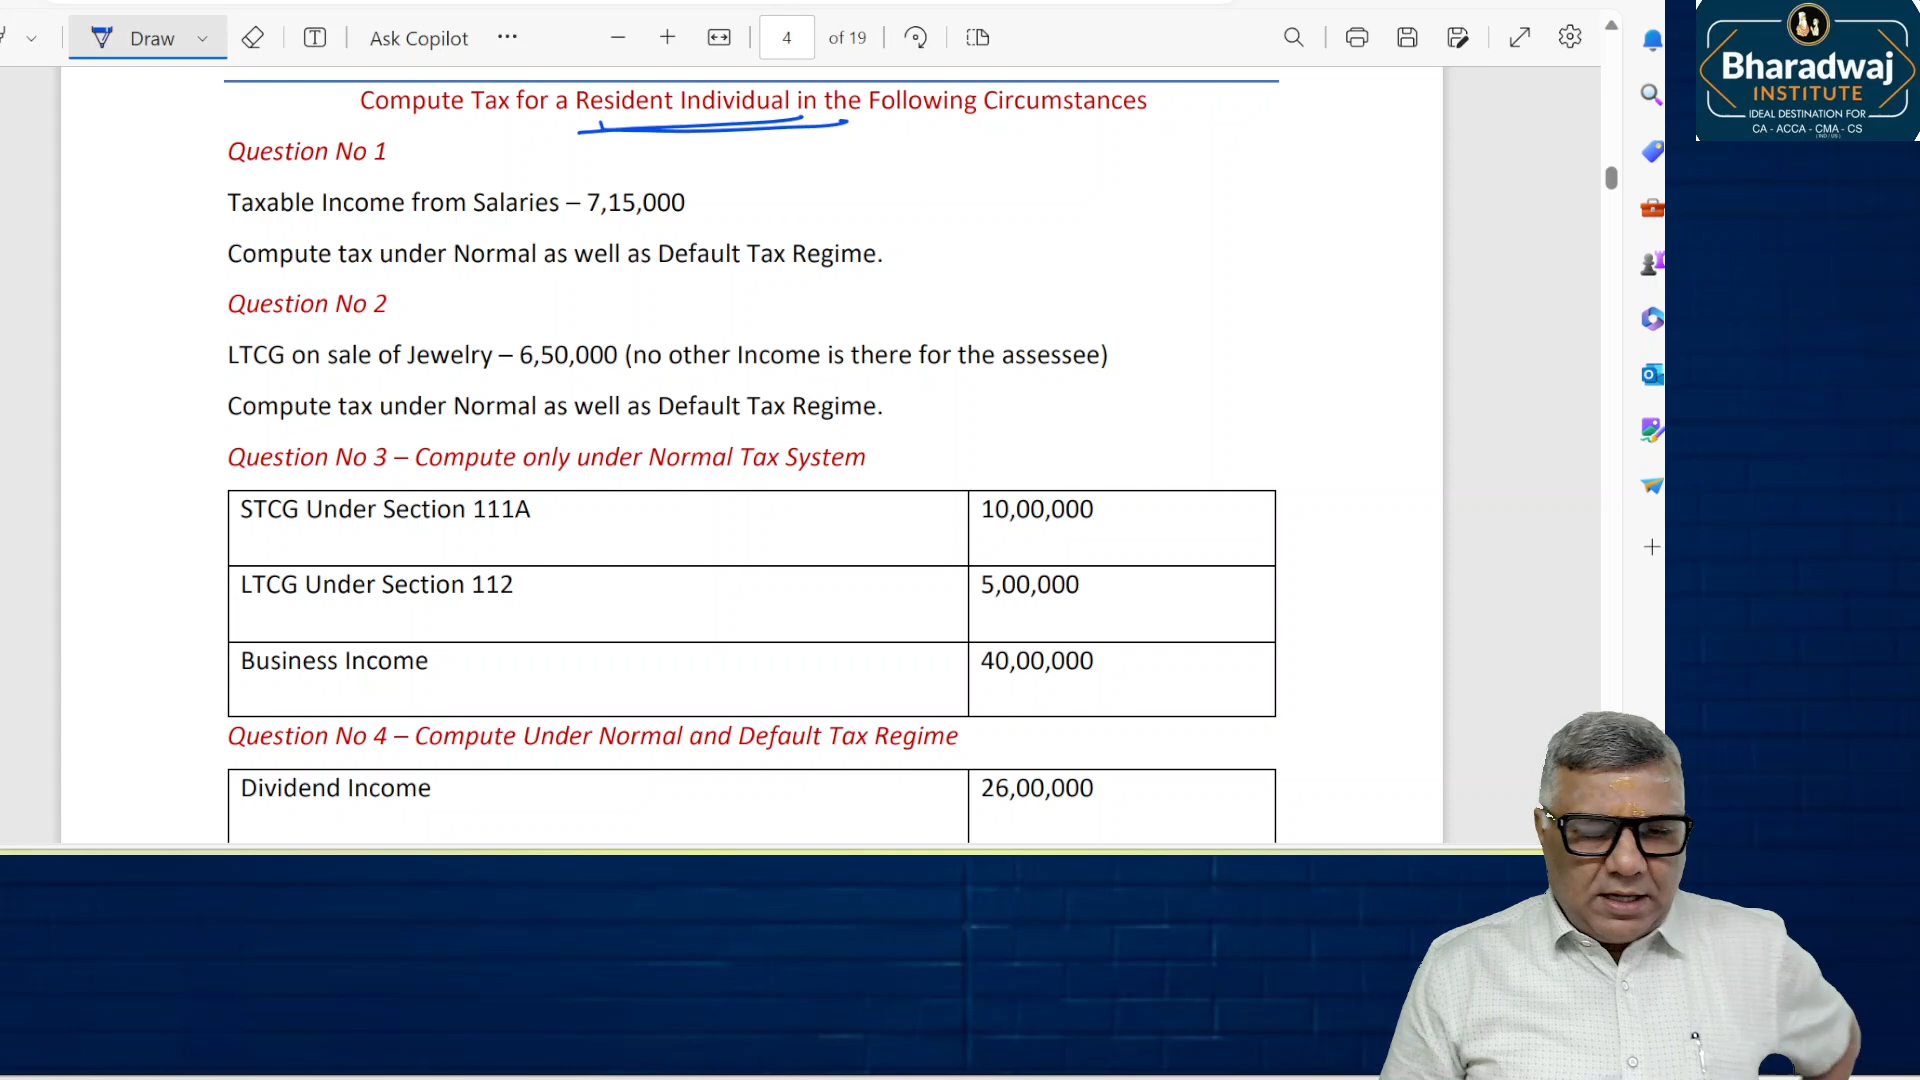 Draw
Ask Copilot
4 of 19
Bharadwaj
INSTITUTE
IDEAL DESTINATION FOR
CA - ACCA - CMA - CS
Compute Tax for a Resident Individual in the Following Circumstances
Question No 1
Taxable Income from Salaries – 7,15,000
Compute tax under Normal as well as Default Tax Regime.
Question No 2
LTCG on sale of Jewelry – 6,50,000 (no other Income is there for the assessee)
Compute tax under Normal as well as Default Tax Regime.
Question No 3 – Compute only under Normal Tax System
STCG Under Section 111A 10,00,000
LTCG Under Section 112 5,00,000
Business Income 40,00,000
Question No 4 – Compute Under Normal and Default Tax Regime
Dividend Income 26,00,000